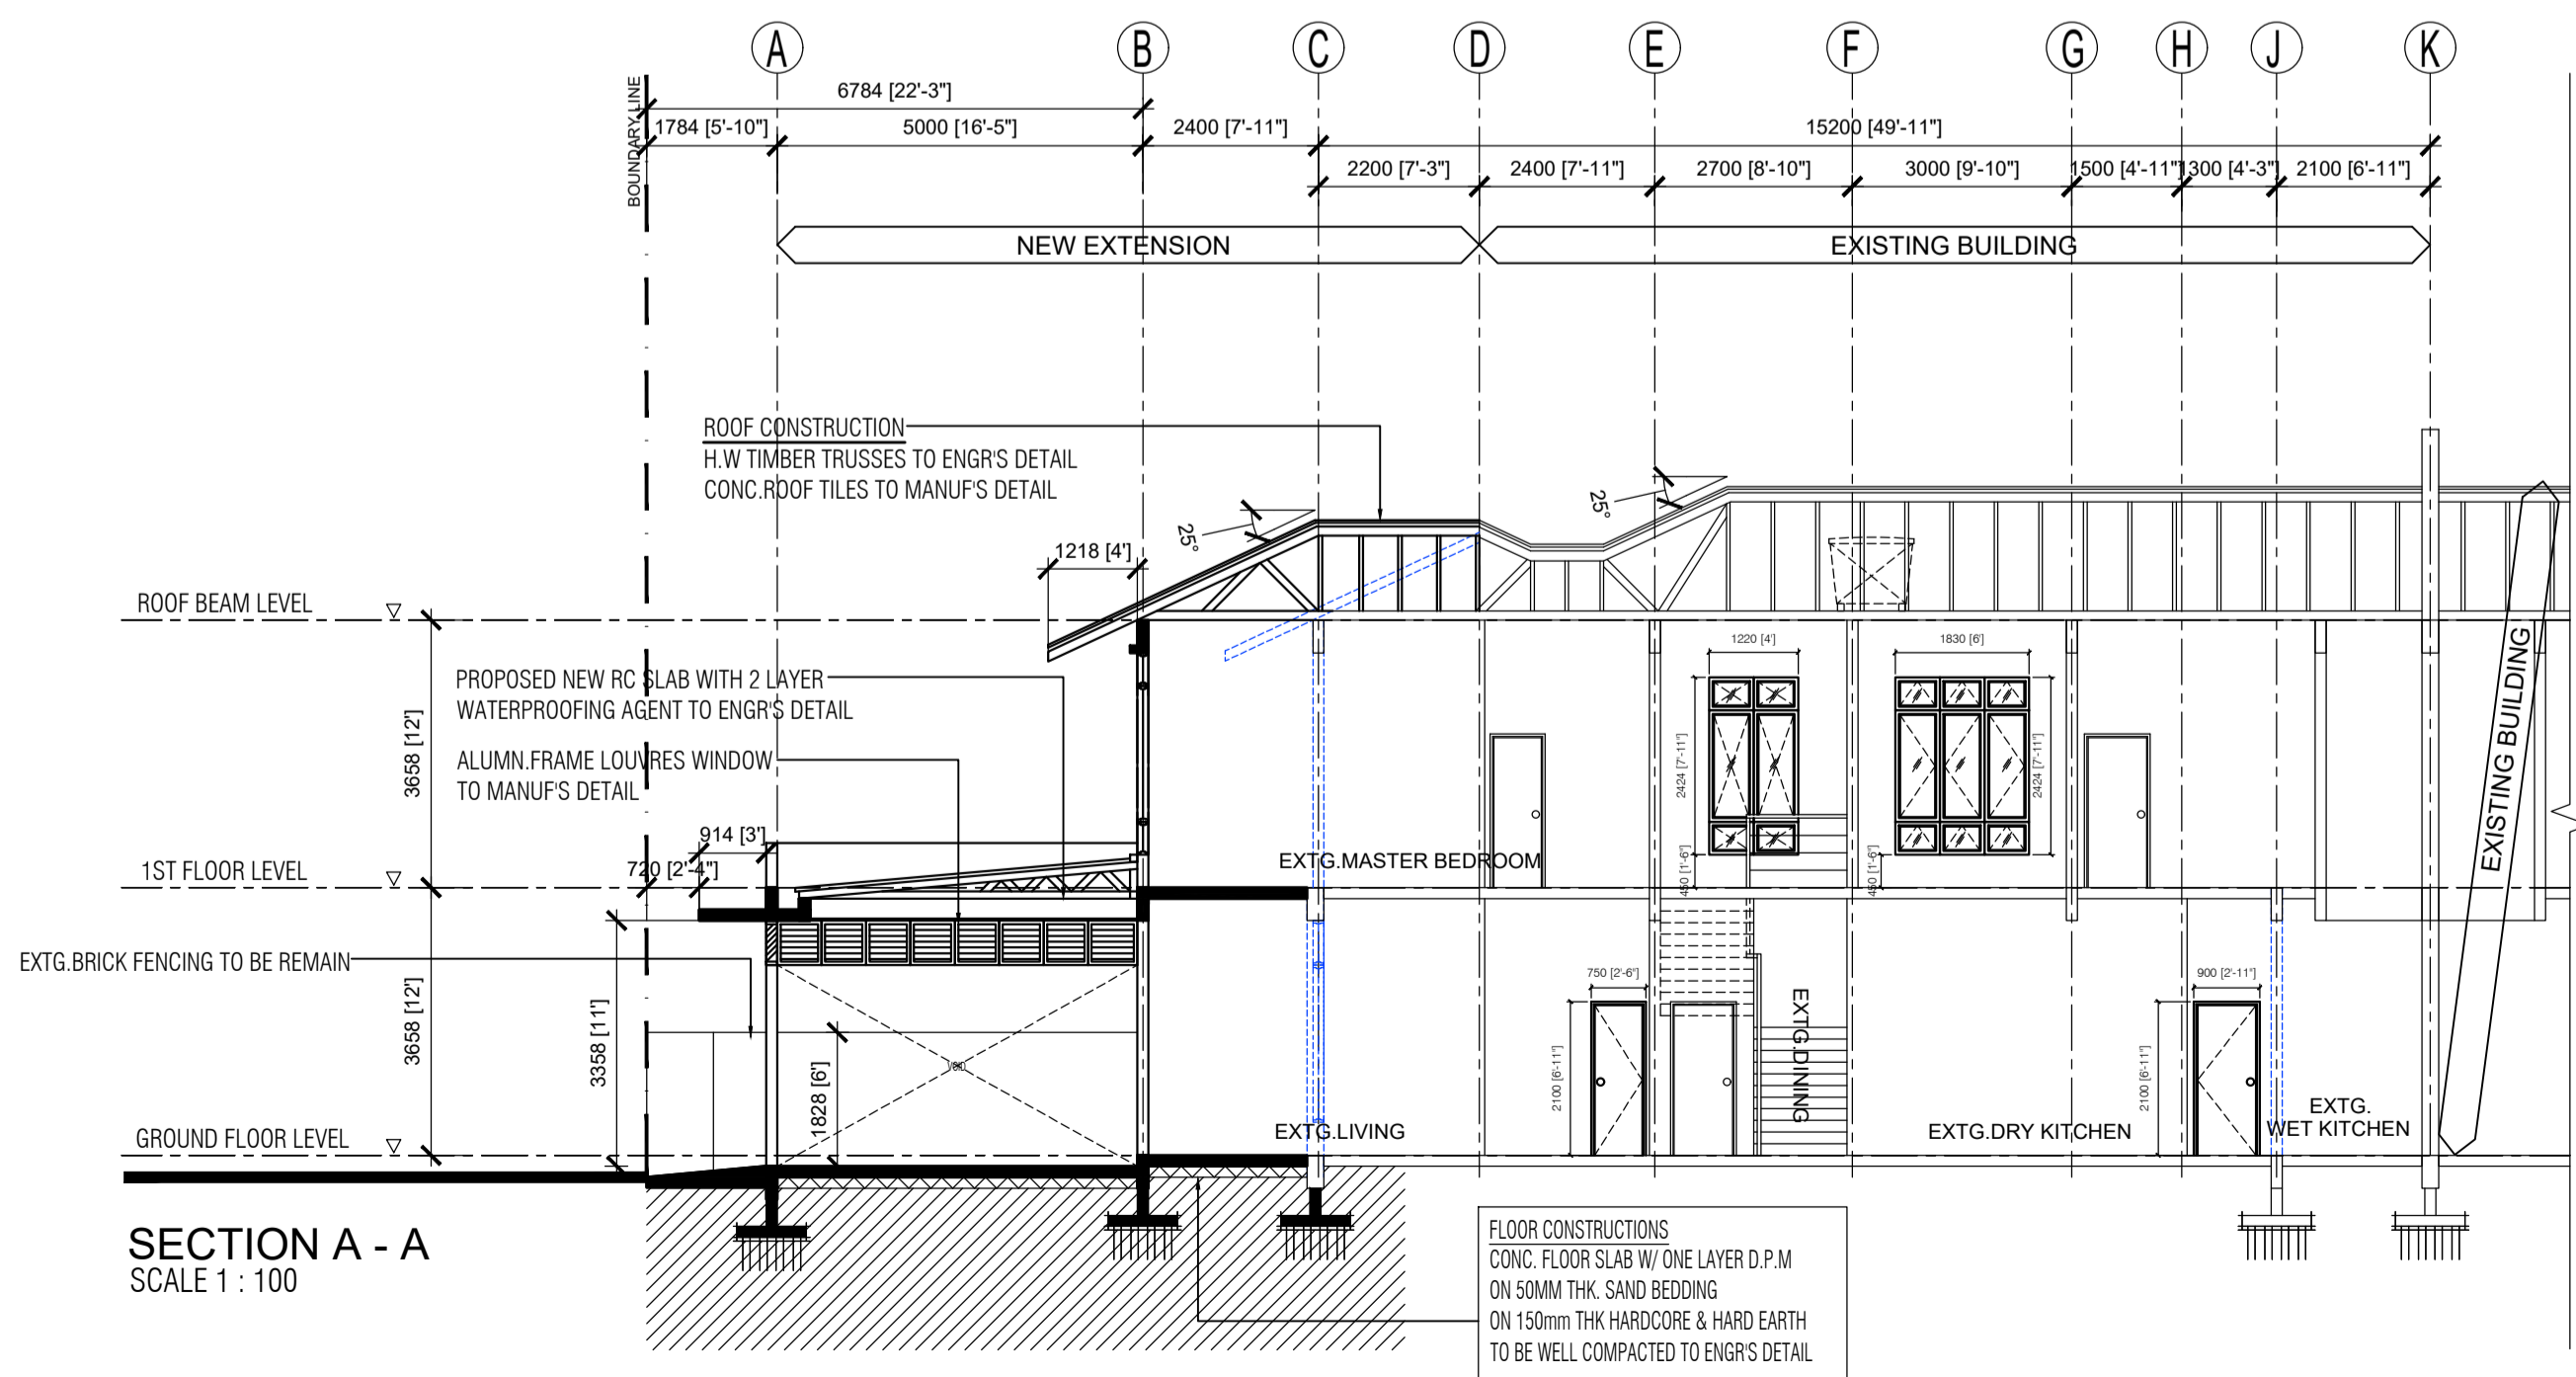 A B C D E F G H J K
BOUNDARY LINE
6784 [22'-3"]
1784 [5'-10"] 5000 [16'-5"] 2400 [7'-11"] 15200 [49'-11"]
2200 [7'-3"] 2400 [7'-11"] 2700 [8'-10"] 3000 [9'-10"] 1500 [4'-11"] 1300 [4'-3"] 2100 [6'-11"]
NEW EXTENSION EXISTING BUILDING
ROOF CONSTRUCTION
H.W TIMBER TRUSSES TO ENGR'S DETAIL
CONC.ROOF TILES TO MANUF'S DETAIL
25°
25°
1218 [4']
ROOF BEAM LEVEL
PROPOSED NEW RC SLAB WITH 2 LAYER
WATERPROOFING AGENT TO ENGR'S DETAIL
ALUMN.FRAME LOUVRES WINDOW
TO MANUF'S DETAIL
3658 [12']
1220 [4']
1830 [6']
2424 [7'-11"]
2424 [7'-11"]
450 [1'-6"]
450 [1'-6"]
EXISTING BUILDING
914 [3']
720 [2'-4"]
1ST FLOOR LEVEL
EXTG.MASTER BEDROOM
EXTG.BRICK FENCING TO BE REMAIN
3658 [12']
3358 [11']
1828 [6']
VOID
750 [2'-6"]
900 [2'-11"]
2100 [6'-11"]
2100 [6'-11"]
EXTG.DINING
GROUND FLOOR LEVEL
EXTG.LIVING
EXTG.DRY KITCHEN
EXTG.
WET KITCHEN
SECTION A - A
SCALE 1 : 100
FLOOR CONSTRUCTIONS
CONC. FLOOR SLAB W/ ONE LAYER D.P.M
ON 50MM THK. SAND BEDDING
ON 150mm THK HARDCORE & HARD EARTH
TO BE WELL COMPACTED TO ENGR'S DETAIL